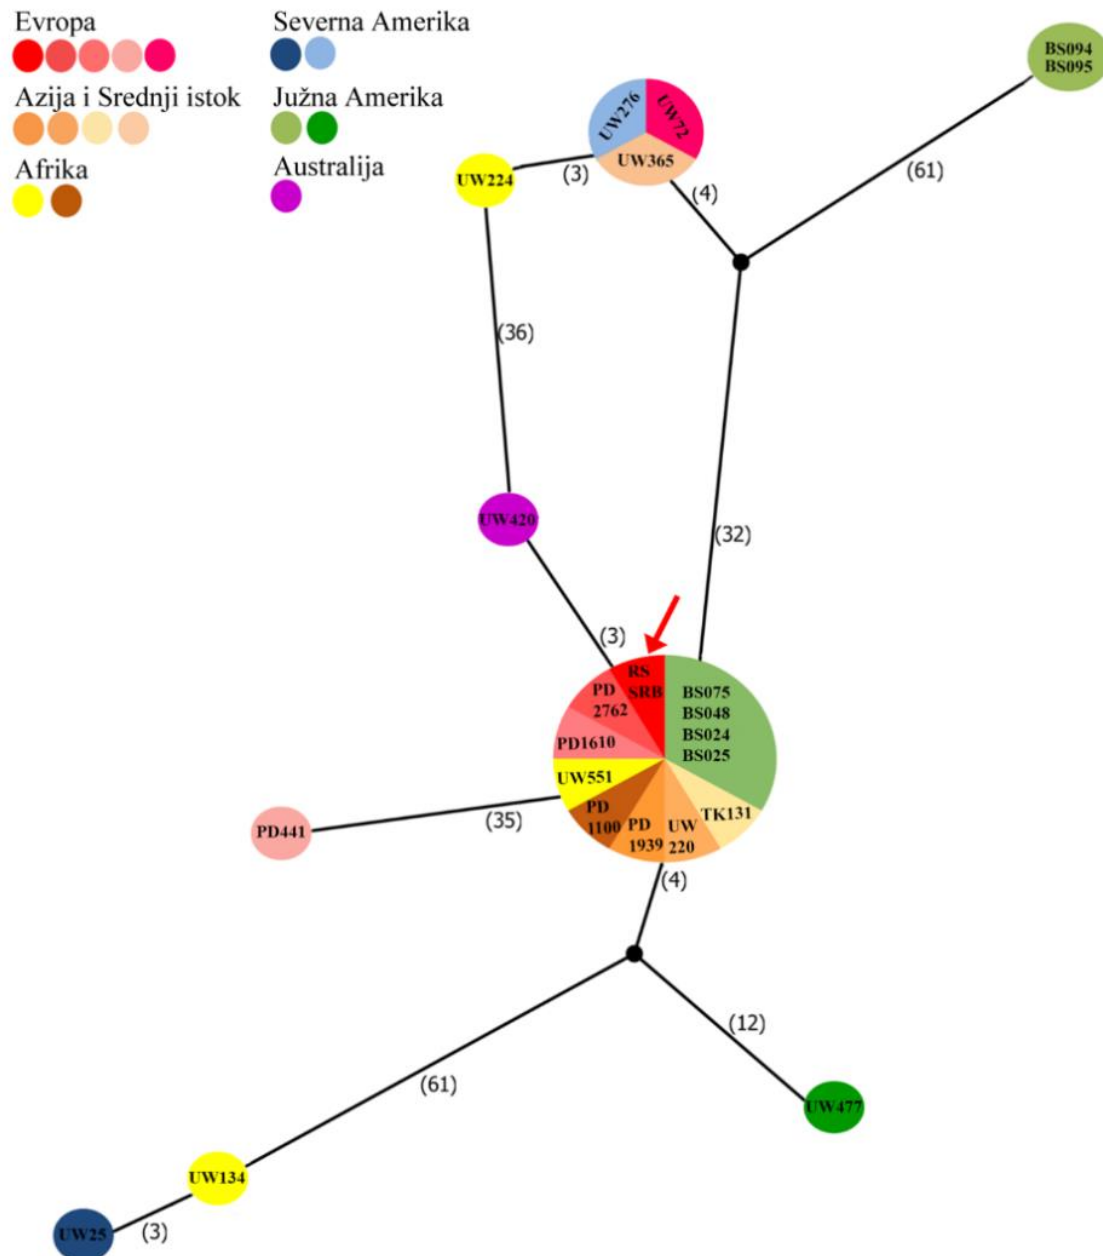 Evropa
Severna Amerika
Azija i Srednji istok
Južna Amerika
Afrika
Australija
BS094
BS095
UW276
UW72
UW365
UW224
(3)
(4)
(61)
(36)
UW420
(32)
(3)
RS
SRB
PD
2762
BS075
BS048
BS024
BS025
PD1610
UW551
TK131
PD
1100
PD
1939
UW
220
PD441
(35)
(4)
(12)
(61)
UW477
UW134
UW25
(3)